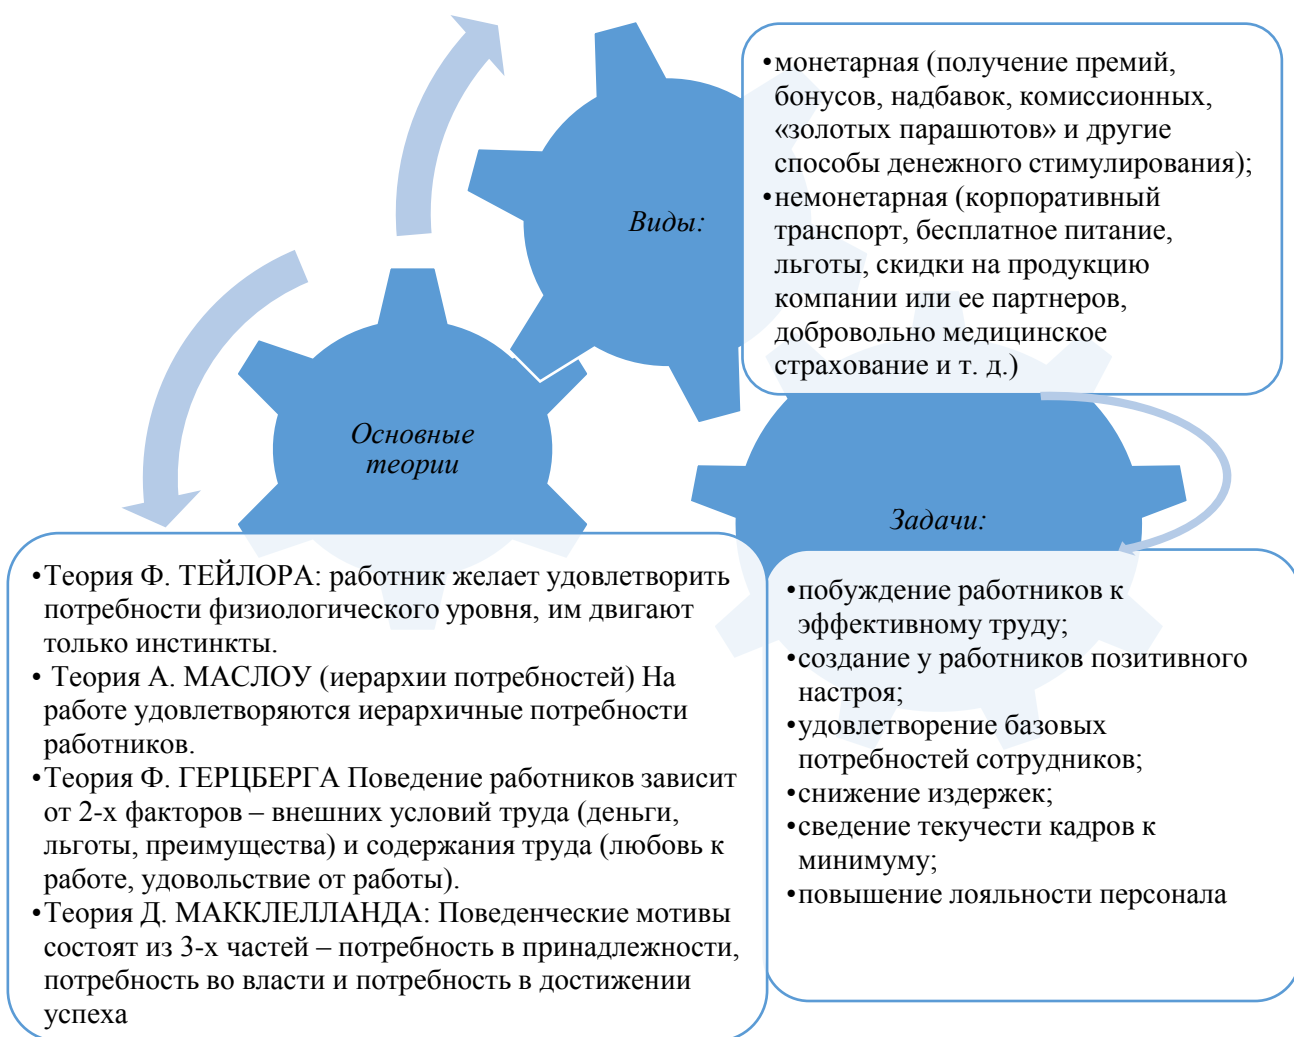 Виды:
•монетарная (получение премий,
бонусов, надбавок, комиссионных,
«золотых парашютов» и другие
способы денежного стимулирования);
•немонетарная (корпоративный
транспорт, бесплатное питание,
льготы, скидки на продукцию
компании или ее партнеров,
добровольно медицинское
страхование и т. д.)
Основные
теории
•Теория Ф. ТЕЙЛОРА: работник желает удовлетворить
потребности физиологического уровня, им двигают
только инстинкты.
• Теория А. МАСЛОУ (иерархии потребностей) На
работе удовлетворяются иерархичные потребности
работников.
•Теория Ф. ГЕРЦБЕРГА Поведение работников зависит
от 2-х факторов – внешних условий труда (деньги,
льготы, преимущества) и содержания труда (любовь к
работе, удовольствие от работы).
•Теория Д. МАККЛЕЛЛАНДА: Поведенческие мотивы
состоят из 3-х частей – потребность в принадлежности,
потребность во власти и потребность в достижении
успеха
Задачи:
•побуждение работников к
эффективному труду;
•создание у работников позитивного
настроя;
•удовлетворение базовых
потребностей сотрудников;
•снижение издержек;
•сведение текучести кадров к
минимуму;
•повышение лояльности персонала